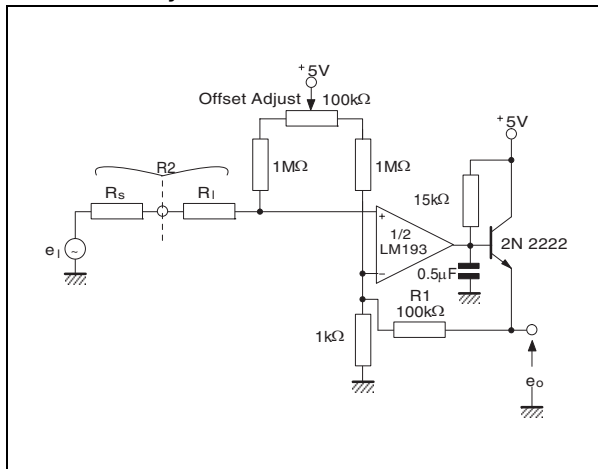 +5V
Offset Adjust
100kΩ
+5V
R2
1MΩ
1MΩ
15kΩ
Rs
Rl
+
1/2
LM193
2N 2222
el
−
0.5µF
R1
100kΩ
1kΩ
eo